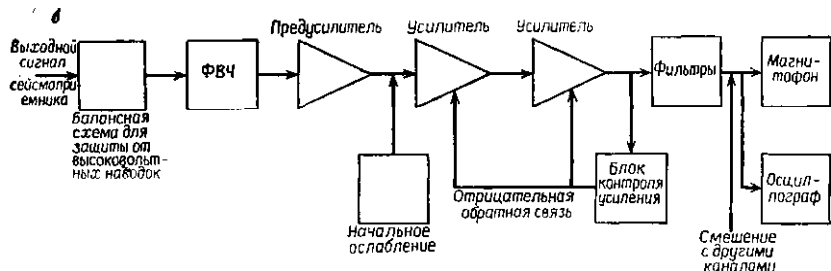 в
Выходной
сигнал
сейсмопри-
емника
Балансная
схема для
защиты от
высоковольт-
ных наводок
ФВЧ
Предусилитель
Усилитель
Усилитель
Начальное
ослабление
Отрицательная
обратная связь
Блок
контроля
усиления
Фильтры
Магни-
тофон
Осцил-
лограф
Смешение
с другими
каналами